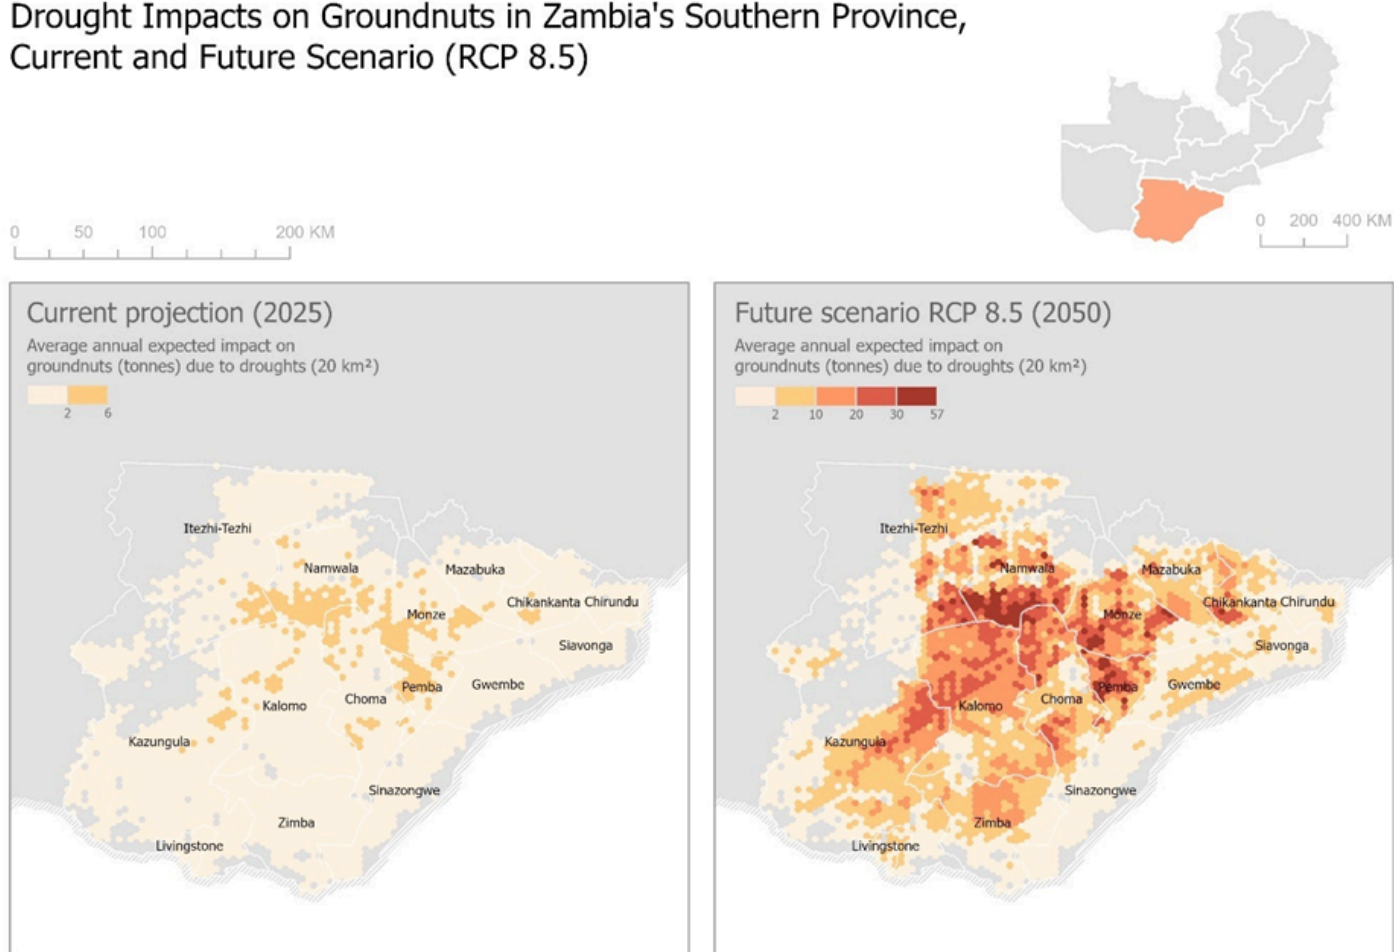 Drought Impacts on Groundnuts in Zambia's Southern Province,
Current and Future Scenario (RCP 8.5)
0 50 100 200 KM
0 200 400 KM
Current projection (2025)
Average annual expected impact on
groundnuts (tonnes) due to droughts (20 km²)
2 6
Itezhi-Tezhi
Namwala
Mazabuka
Chikankanta Chirundu
Monze
Siavonga
Pemba
Gwembe
Choma
Kalomo
Kazungula
Sinazongwe
Zimba
Livingstone
Future scenario RCP 8.5 (2050)
Average annual expected impact on
groundnuts (tonnes) due to droughts (20 km²)
2 10 20 30 57
Itezhi-Tezhi
Namwala
Mazabuka
Chikankanta Chirundu
Monze
Siavonga
Pemba
Gwembe
Choma
Kalomo
Kazungula
Sinazongwe
Zimba
Livingstone